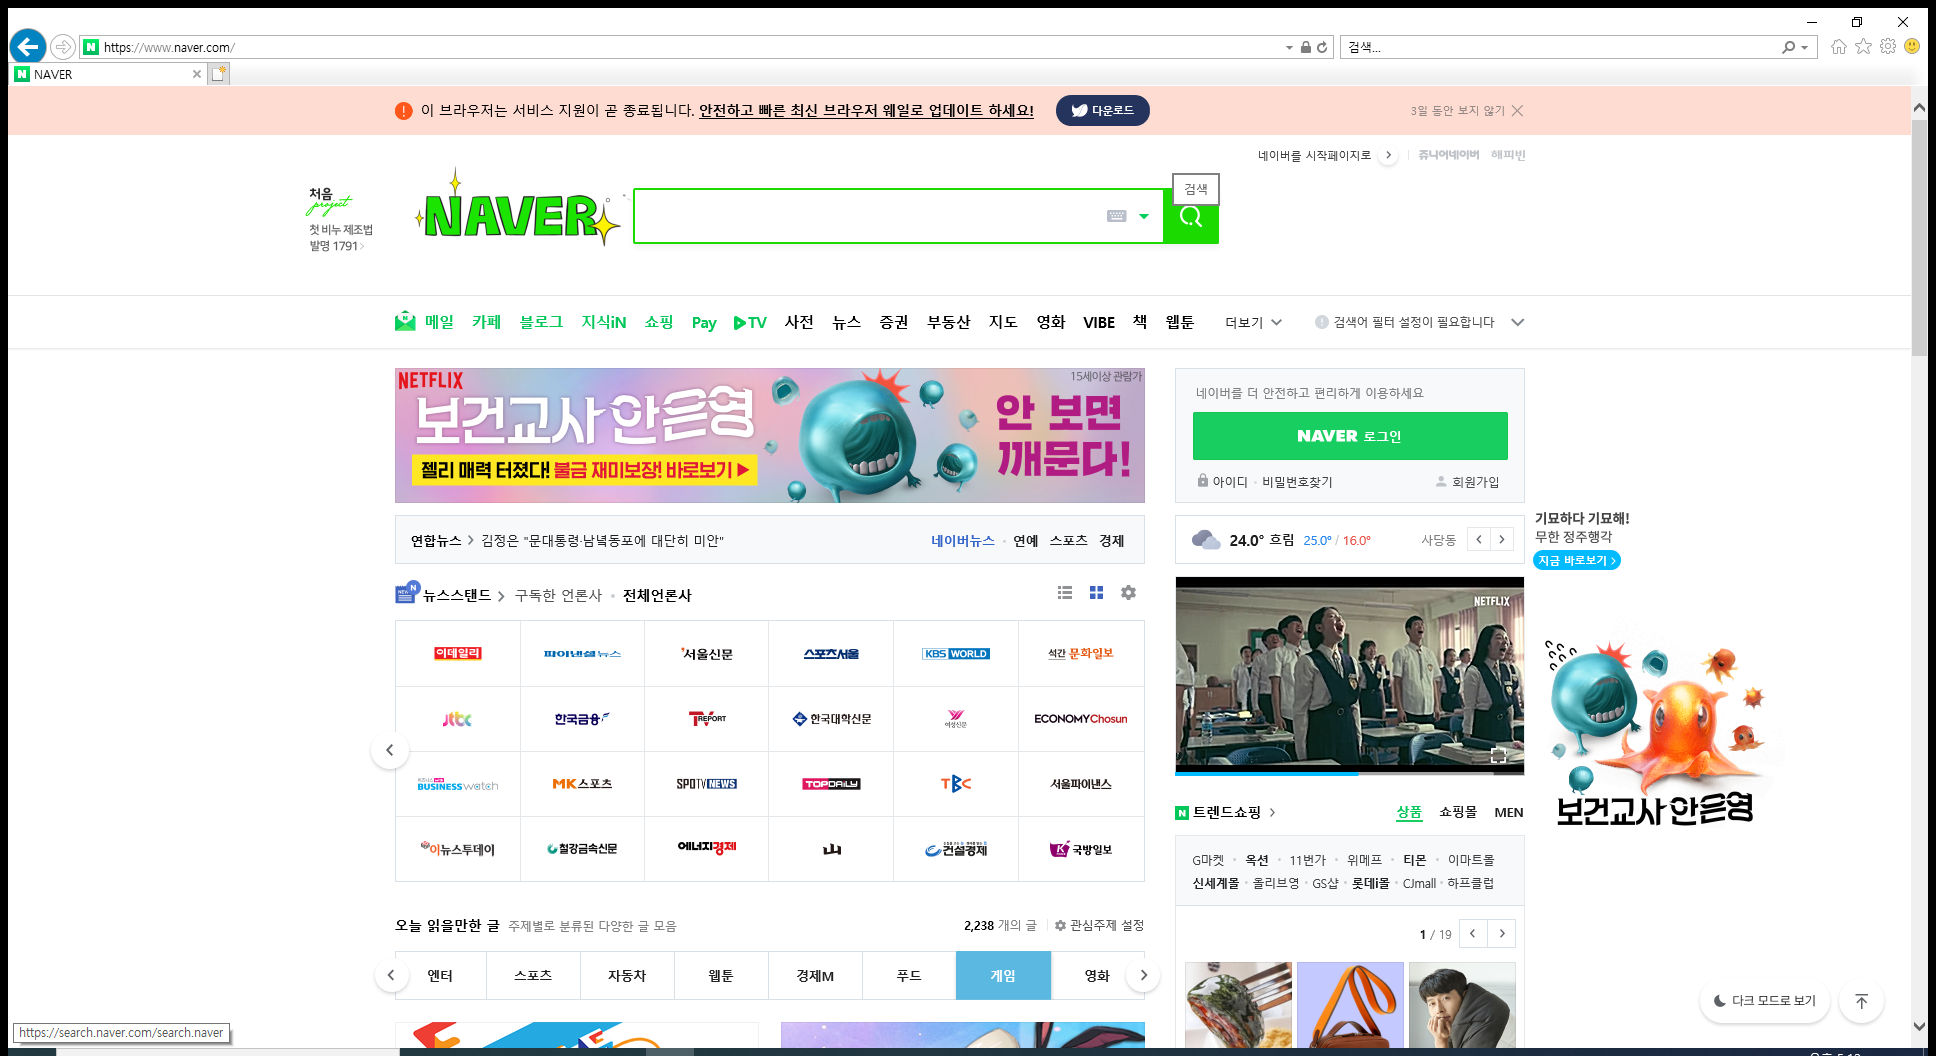 https://www.naver.com/
검색...
NAVER
이 브라우저는 서비스 지원이 곧 종료됩니다. 안전하고 빠른 최신 브라우저 웨일로 업데이트 하세요!
다운로드
3일 동안 보지 않기
네이버를 시작페이지로
쥬니어네이버 해피빈
처음
project
첫 비누 제조법
발명 1791
NAVER
검색
메일 카페 블로그 지식iN 쇼핑 Pay TV 사전 뉴스 증권 부동산 지도 영화 VIBE 책 웹툰 더보기
검색어 필터 설정이 필요합니다
NETFLIX
15세이상 관람가
보건교사 안은영
젤리 매력 터졌다! 불금 재미보장! 바로보기
안 보면
깨문다!
네이버를 더 안전하고 편리하게 이용하세요
NAVER 로그인
아이디 비밀번호찾기 회원가입
연합뉴스 김정은 "문대통령·남녘동포에 대단히 미안"
네이버뉴스 연예 스포츠 경제
24.0° 흐림 25.0° / 16.0° 사당동
기묘하다 기묘해!
무한 정주행각
지금 바로보기
뉴스스탠드 구독한 언론사 전체언론사
이데일리 파이낸셜뉴스 서울신문 스포츠서울 KBS WORLD 석간 문화일보
jtbc 한국금융 TV REPORT 한국대학신문 여성신문 ECONOMYChosun
BUSINESSwatch MK스포츠 SPOTV NEWS TOPDAILY TBC 서울파이낸스
이뉴스투데이 철강금속신문 에너지경제 山 건설경제 국방일보
NETFLIX
보건교사 안은영
트렌드쇼핑 상품 쇼핑몰 MEN
G마켓 옥션 11번가 위메프 티몬 이마트몰
신세계몰 올리브영 GS샵 롯데i몰 CJmall 하프클럽
1 / 19
오늘 읽을만한 글 주제별로 분류된 다양한 글 모음
2,238 개의 글 관심주제 설정
엔터 스포츠 자동차 웹툰 경제M 푸드 게임 영화
다크 모드로 보기
https://search.naver.com/search.naver